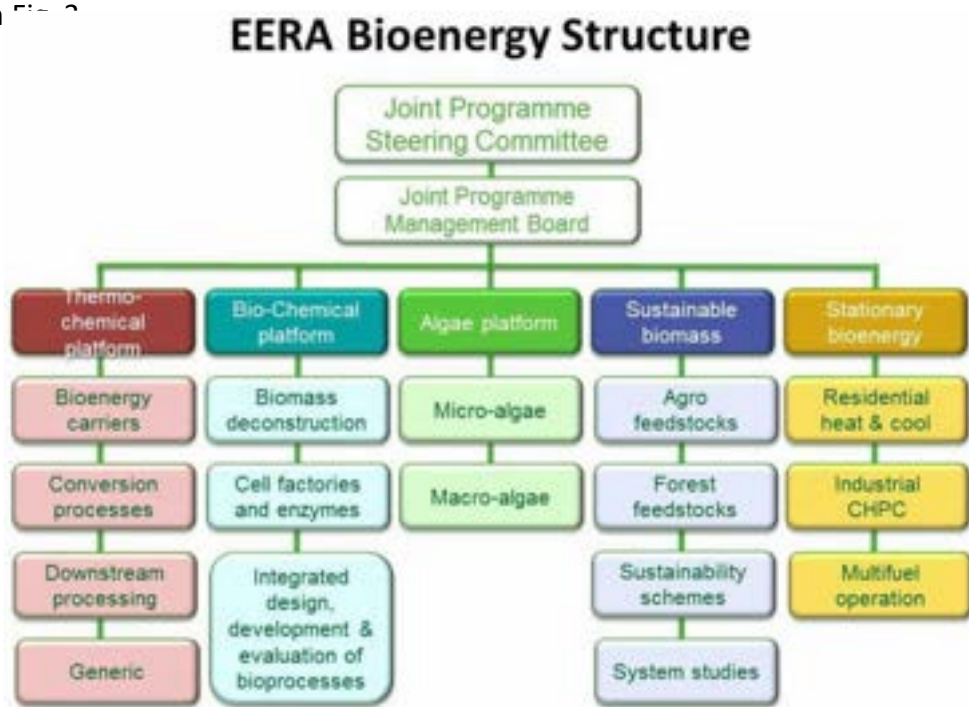 EERA Bioenergy Structure
Joint Programme
Steering Committee
Joint Programme
Management Board
Thermo-
chemical
platform
Bio-Chemical
platform
Algae platform
Sustainable
biomass
Stationary
bioenergy
Bioenergy
carriers
Biomass
deconstruction
Micro-algae
Agro
feedstocks
Residential
heat & cool
Conversion
processes
Cell factories
and enzymes
Macro-algae
Forest
feedstocks
Industrial
CHPC
Downstream
processing
Integrated
design,
development &
evaluation of
bioprocesses
Sustainability
schemes
Multifuel
operation
Generic
System studies